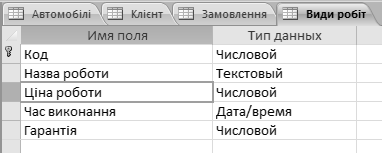 Автомобілі Клієнт Замовлення Види робіт
Имя поля Тип данных
Код Числовой
Назва роботи Текстовый
Ціна роботи Числовой
Час виконання Дата/время
Гарантія Числовой